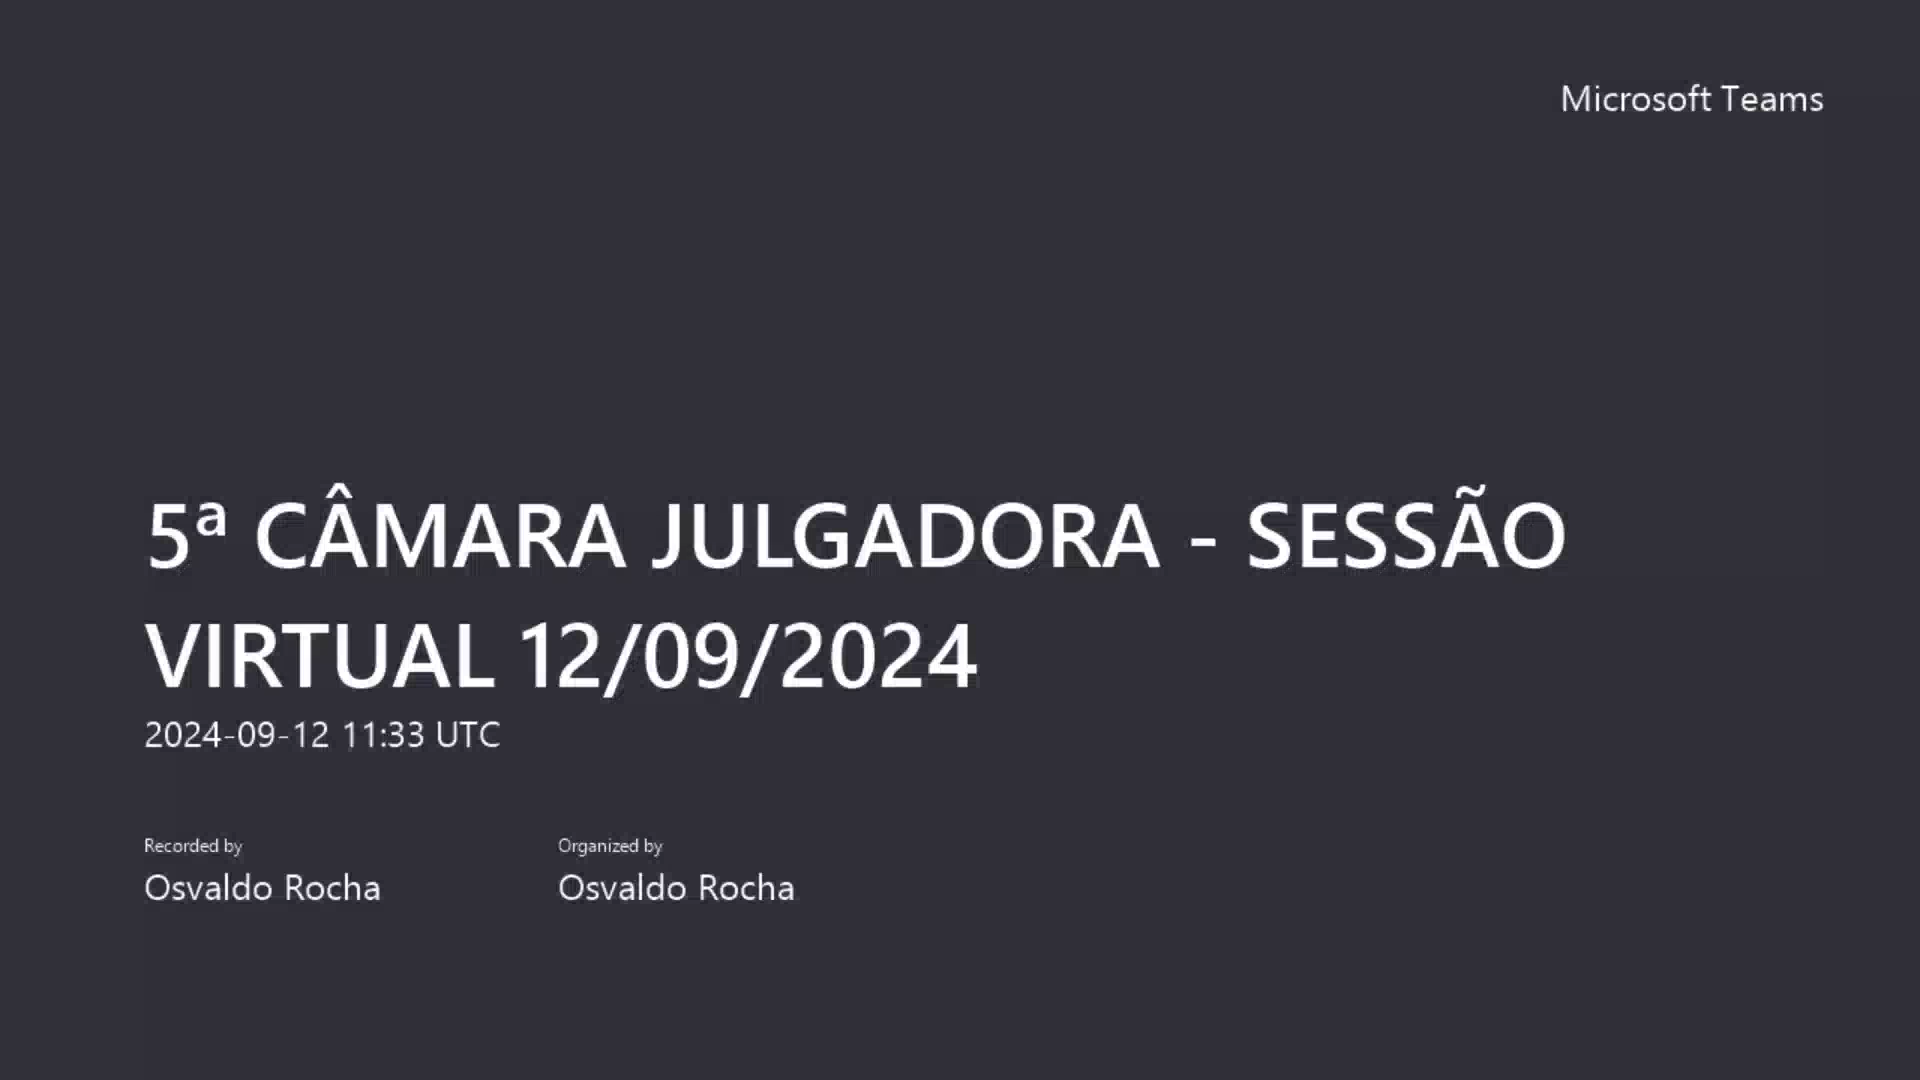 Microsoft Teams
5ª CÂMARA JULGADORA - SESSÃO
VIRTUAL 12/09/2024
2024-09-12 11:33 UTC
Recorded by
Osvaldo Rocha
Organized by
Osvaldo Rocha